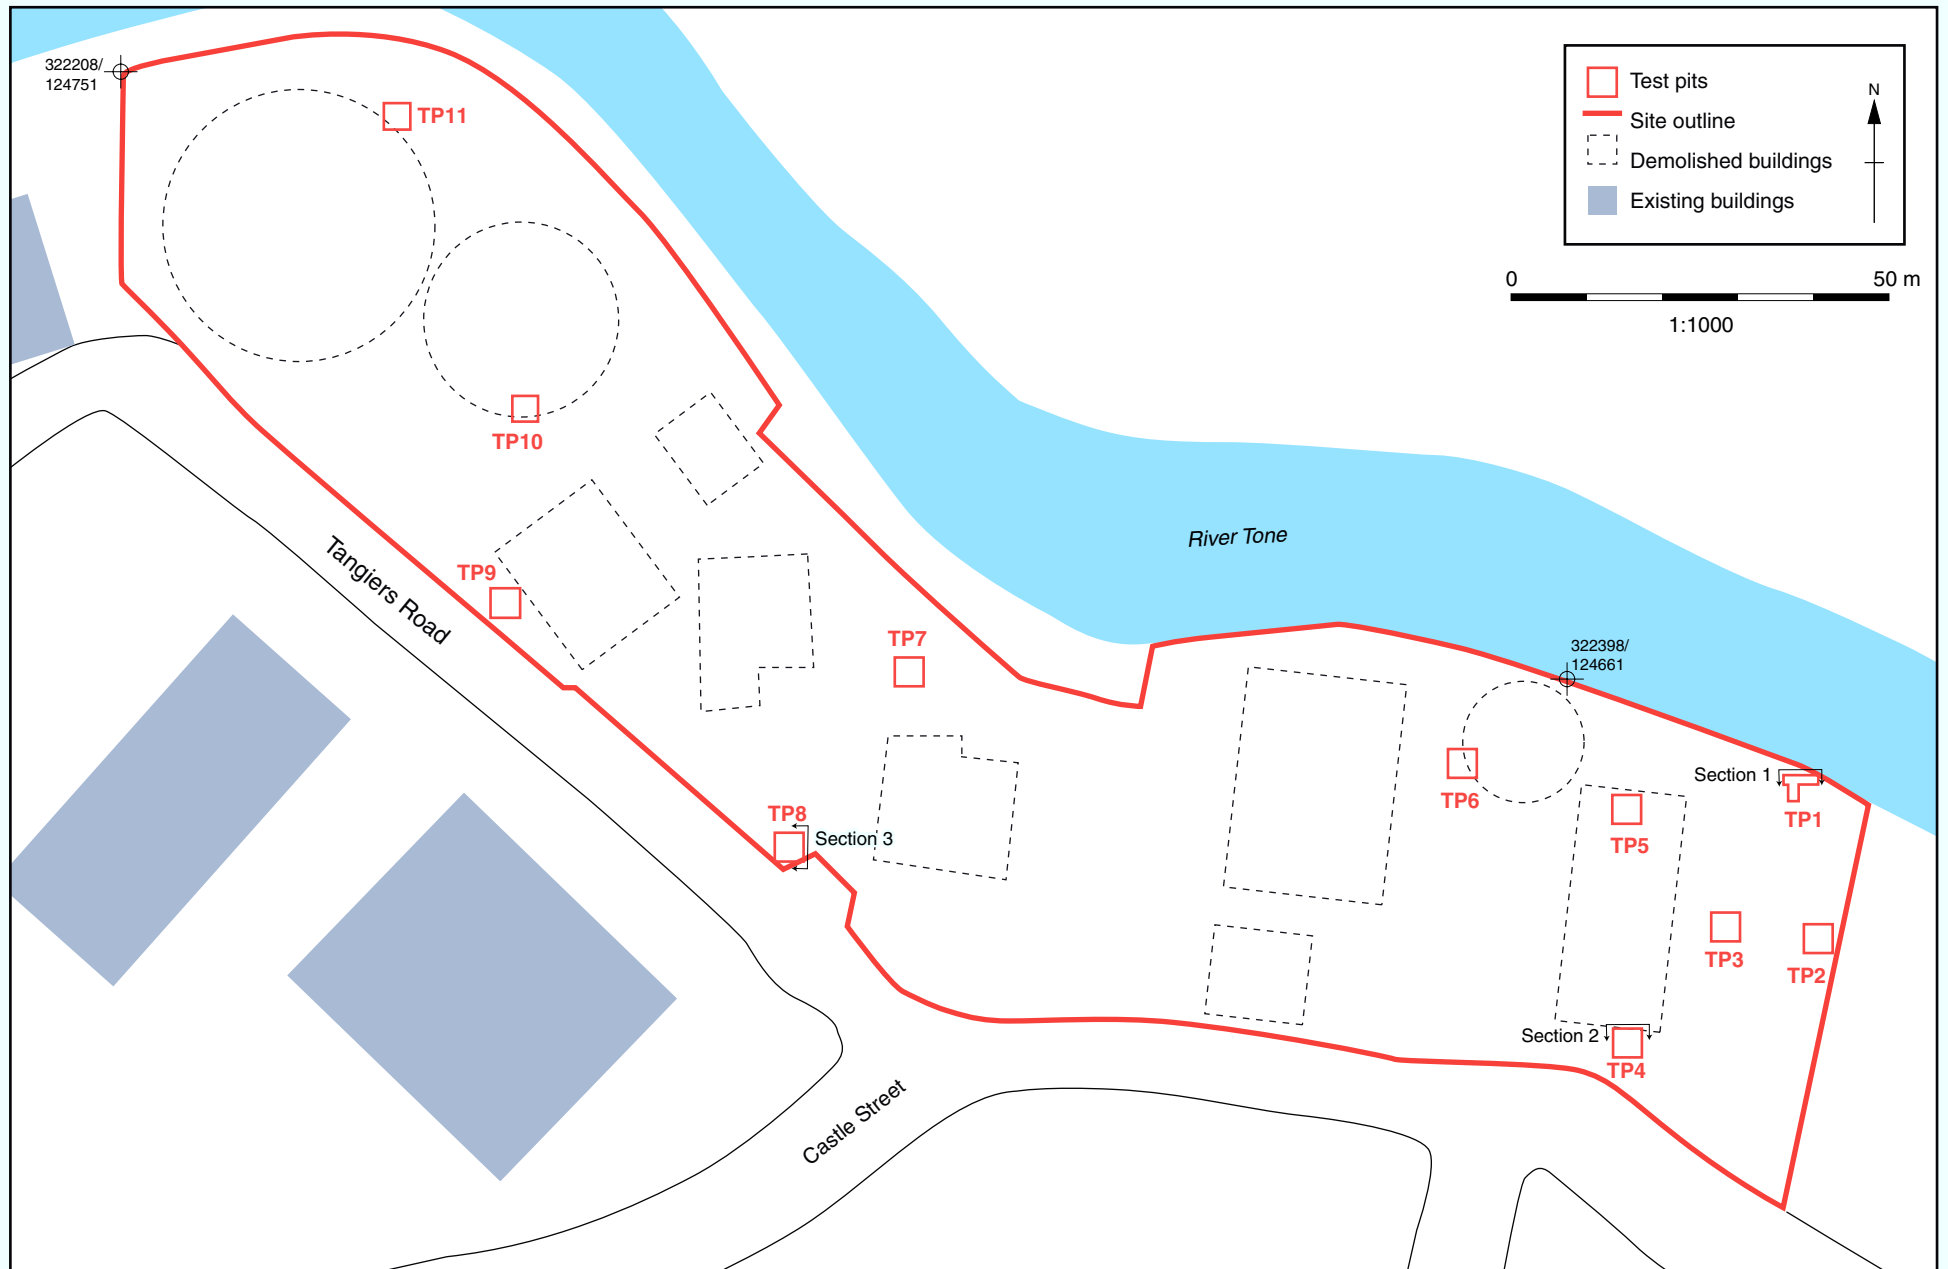 322208/
124751
TP11
Test pits
Site outline
Demolished buildings
Existing buildings
N
0
50 m
1:1000
TP10
River Tone
Tangiers Road
TP9
TP7
322398/
124661
Section 1
TP1
TP6
TP5
TP8
Section 3
TP3
TP2
Section 2
TP4
Castle Street